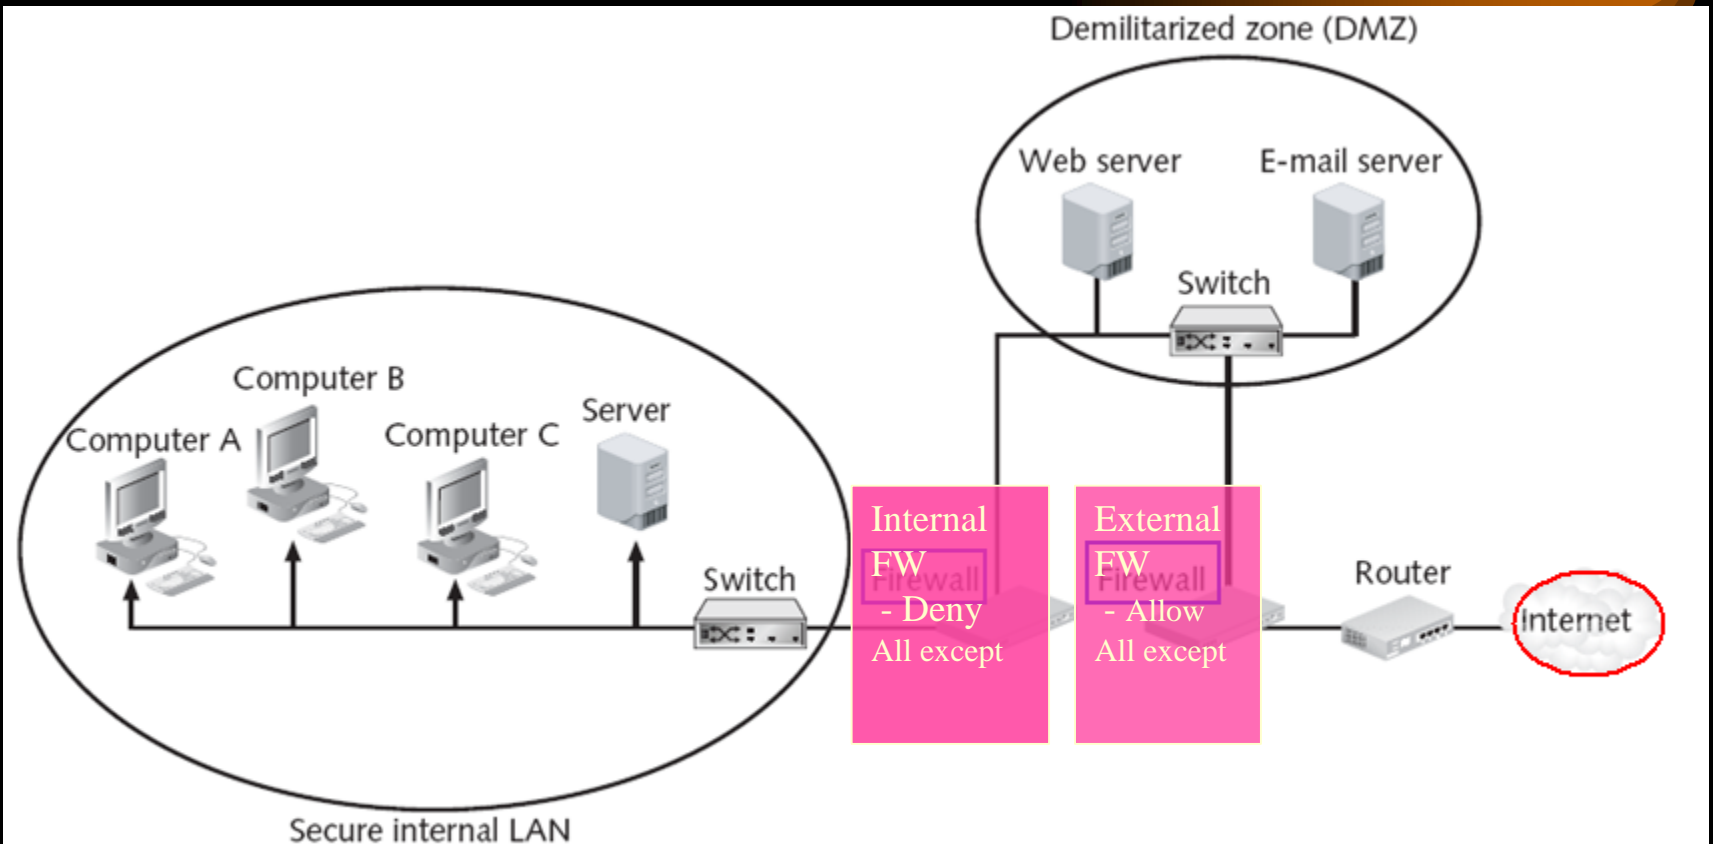 Demilitarized zone (DMZ)
Web server
E-mail server
Switch
Computer B
Computer A
Computer C
Server
Switch
Internal
FW
Firewall
- Deny
All except
External
FW
Firewall
- Allow
All except
Router
Internet
Secure internal LAN